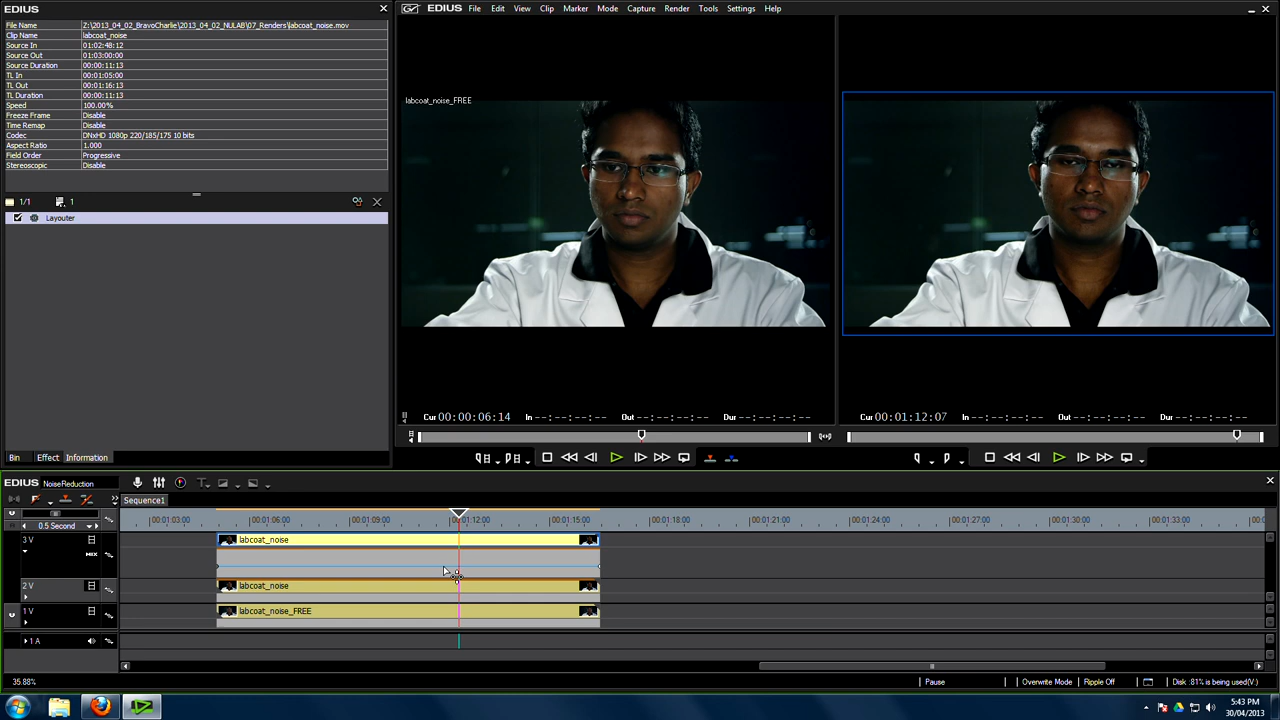 EDIUS
File Name Z:\2013_04_02_BravoCharlie\2013_04_02_NULAB\07_Renders\labcoat_noise.mov
Clip Name labcoat_noise
Source In 01:02:48:12
Source Out 01:03:00:00
Source Duration 00:00:11:13
TL In 00:01:05:00
TL Out 00:01:16:13
TL Duration 00:00:11:13
Speed 100.00%
Freeze Frame Disable
Time Remap Disable
Codec DNxHD 1080p 220/185/175 10 bits
Aspect Ratio 1.000
Field Order Progressive
Stereoscopic Disable
1/1 1
Layouter
Bin Effect Information
EDIUS File Edit View Clip Marker Mode Capture Render Tools Settings Help
labcoat_noise_FREE
Cur 00:00:06:14 In --:--:--:-- Out --:--:--:-- Dur --:--:--:--
Cur 00:01:12:07 In --:--:--:-- Out --:--:--:-- Dur --:--:--:--
EDIUS NoiseReduction
Sequence1
0.5 Second 00:01:03:00 00:01:06:00 00:01:09:00 00:01:12:00 00:01:15:00 00:01:18:00 00:01:21:00 00:01:24:00 00:01:27:00 00:01:30:00 00:01:33:00 00:0
3 V labcoat_noise
MIX
2 V labcoat_noise
1 V labcoat_noise_FREE
1 A
35.88% Pause Overwrite Mode Ripple Off Disk :81% is being used(V:)
5:43 PM
30/04/2013